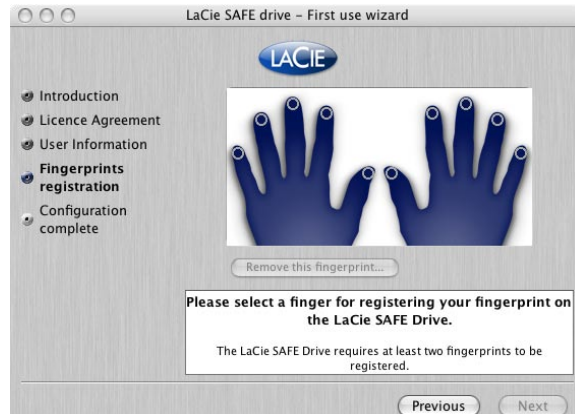 LaCie SAFE drive – First use wizard
LACIE
Introduction
Licence Agreement
User Information
Fingerprints
registration
Configuration
complete
Remove this fingerprint...
Please select a finger for registering your fingerprint on
the LaCie SAFE Drive.
The LaCie SAFE Drive requires at least two fingerprints to be
registered.
Previous
Next